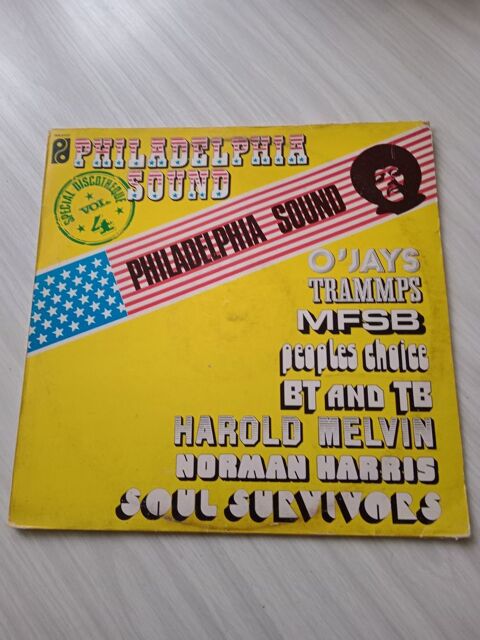 PHILADELPHIA
SOUND
SPECIAL DISCOTHEQUE
VOL.
4
PHILADELPHIA SOUND
O'JAYS
TRAMMPS
MFSB
peoples choice
BT AND TB
HAROLD MELVIN
NORMAN HARRIS
SOUL SURVIVORS